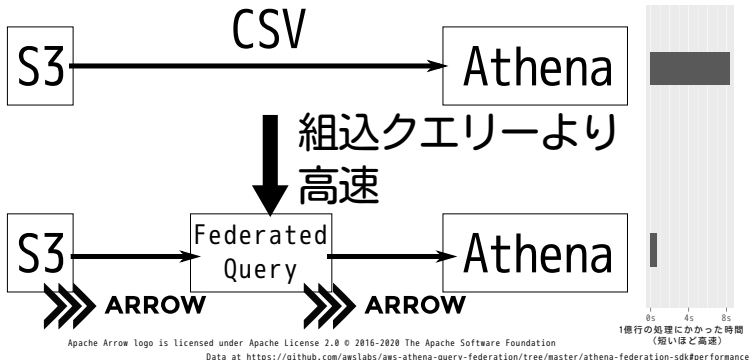 CSV
S3
Athena
組込クエリーより
高速
S3
Federated
Query
Athena
ARROW
ARROW
0s 4s 8s
1億行の処理にかかった時間
（短いほど高速）
Apache Arrow logo is licensed under Apache License 2.0 © 2016-2020 The Apache Software Foundation
Data at https://github.com/awslabs/aws-athena-query-federation/tree/master/athena-federation-sdk#performance